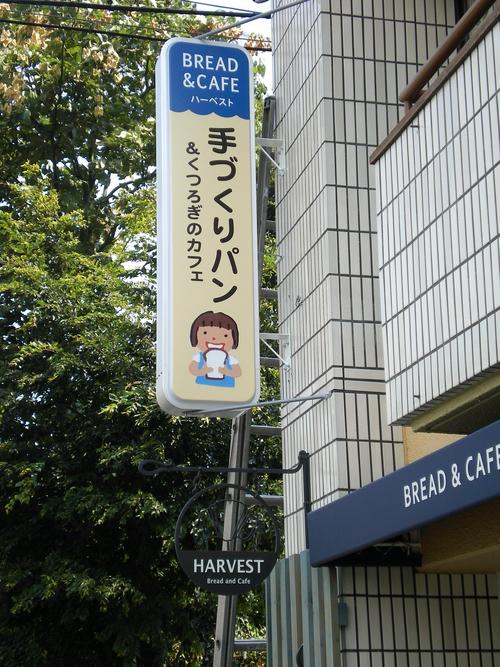 BREAD
&CAFE
ハーベスト
手づくりパン
&くつろぎのカフェ
BREAD & CAFE
HARVEST
Bread and Cafe